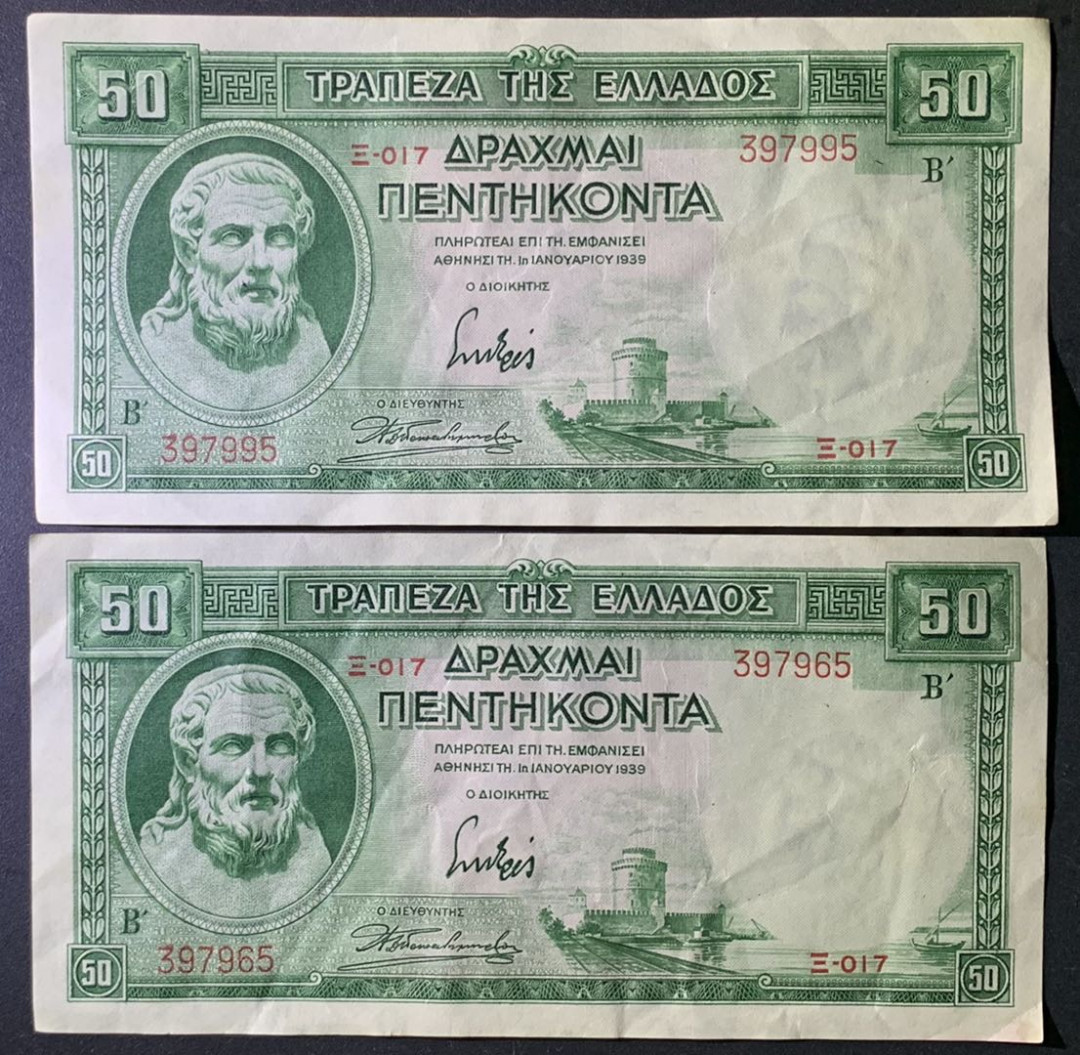 50 ΤΡΑΠΕΖΑ ΤΗΣ ΕΛΛΑΔΟΣ 50
Ξ-017 ΔΡΑΧΜΑΙ 397995
Β΄
ΠΕΝΤΗΚΟΝΤΑ
ΠΛΗΡΩΤΕΑΙ ΕΠΙ ΤΗ. ΕΜΦΑΝΙΣΕΙ
ΑΘΗΝΗΣΙ ΤΗ. 1η ΙΑΝΟΥΑΡΙΟΥ 1939
Ο ΔΙΟΙΚΗΤΗΣ
Ο ΔΙΕΥΘΥΝΤΗΣ
Β΄
397995 Ξ-017
50 50
50 ΤΡΑΠΕΖΑ ΤΗΣ ΕΛΛΑΔΟΣ 50
Ξ-017 ΔΡΑΧΜΑΙ 397965
Β΄
ΠΕΝΤΗΚΟΝΤΑ
ΠΛΗΡΩΤΕΑΙ ΕΠΙ ΤΗ. ΕΜΦΑΝΙΣΕΙ
ΑΘΗΝΗΣΙ ΤΗ. 1η ΙΑΝΟΥΑΡΙΟΥ 1939
Ο ΔΙΟΙΚΗΤΗΣ
Ο ΔΙΕΥΘΥΝΤΗΣ
Β΄
397965 Ξ-017
50 50